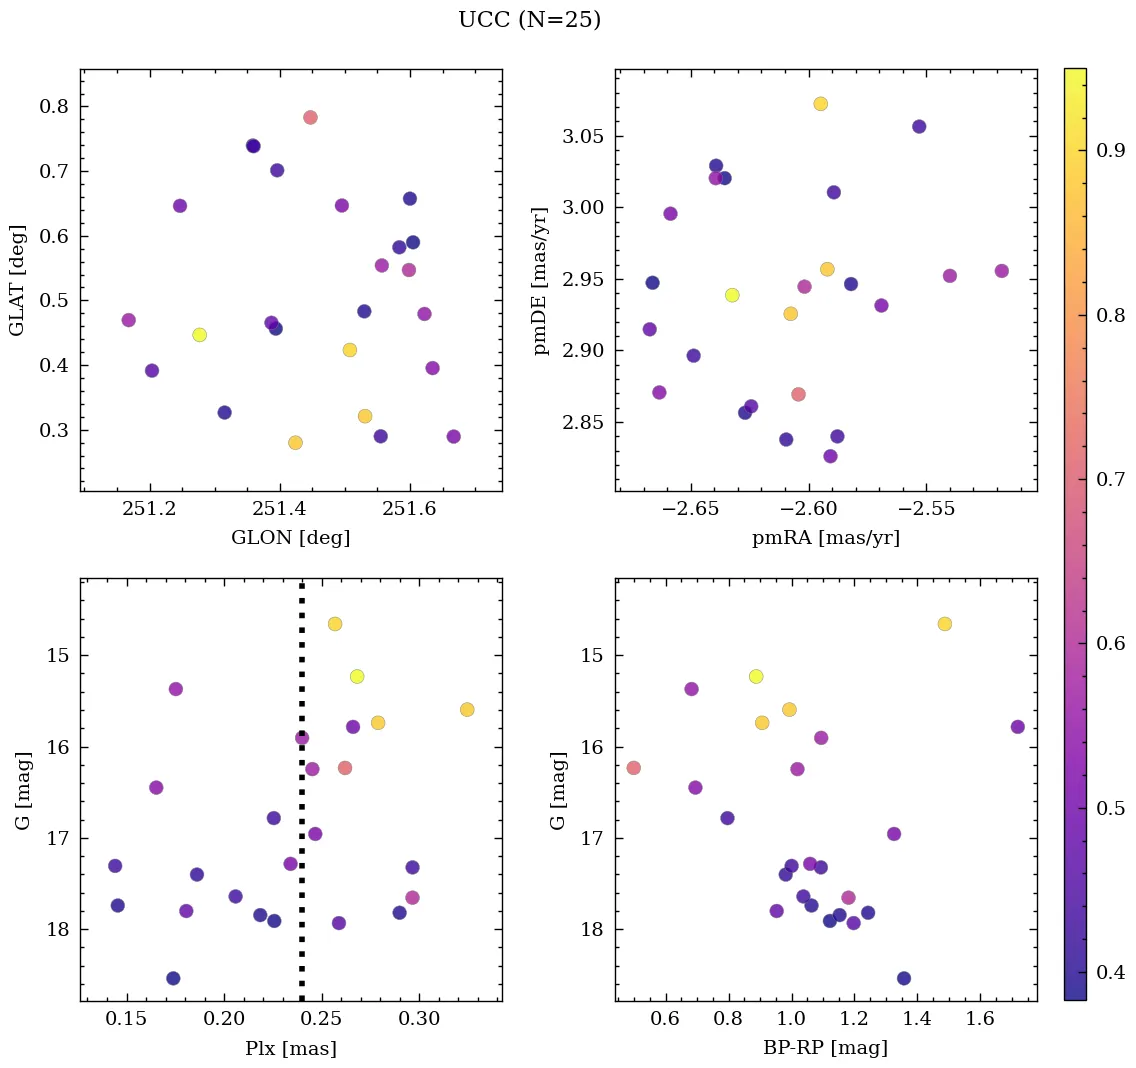 UCC (N=25)
0.8
0.7
0.6
0.5
0.4
0.3
GLAT [deg]
251.2 251.4 251.6
GLON [deg]
3.05
3.00
2.95
2.90
2.85
pmDE [mas/yr]
−2.65 −2.60 −2.55
pmRA [mas/yr]
15
16
17
18
G [mag]
0.15 0.20 0.25 0.30
Plx [mas]
15
16
17
18
G [mag]
0.6 0.8 1.0 1.2 1.4 1.6
BP-RP [mag]
0.9
0.8
0.7
0.6
0.5
0.4